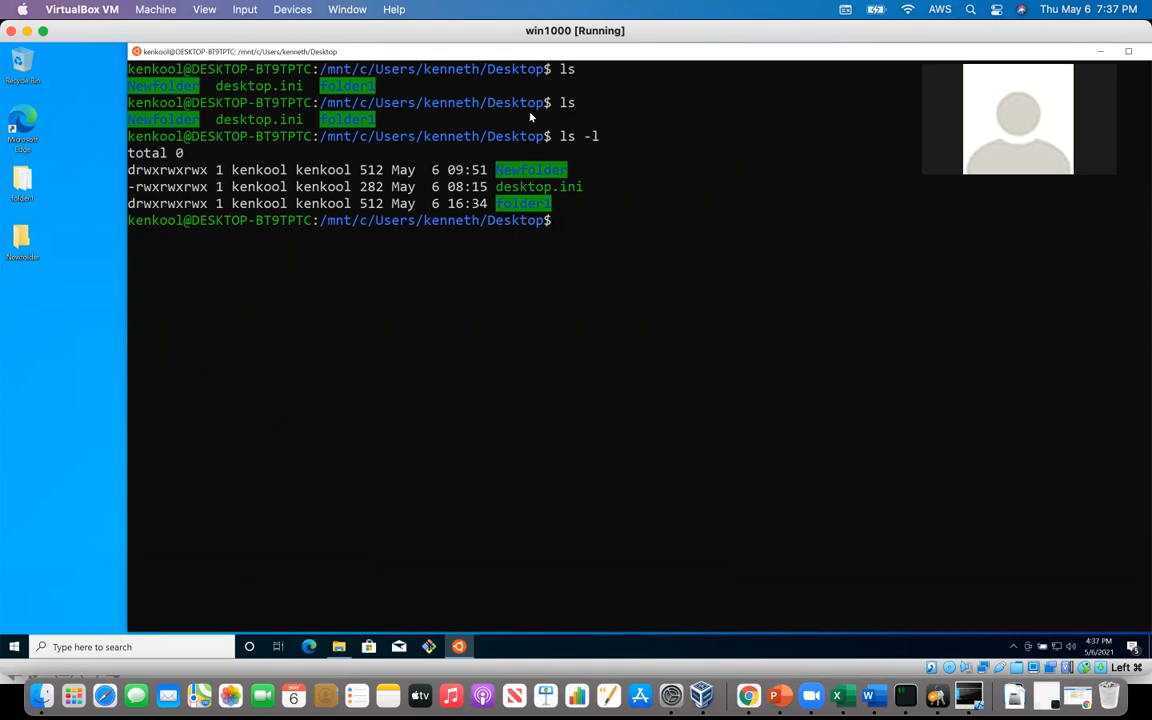 VirtualBox VM Machine View Input Devices Window Help AWS Thu May 6 7:37 PM
win1000 [Running]
kenkool@DESKTOP-BT9TPTC: /mnt/c/Users/kenneth/Desktop
kenkool@DESKTOP-BT9TPTC:/mnt/c/Users/kenneth/Desktop$ ls
Newfolder desktop.ini folder1
kenkool@DESKTOP-BT9TPTC:/mnt/c/Users/kenneth/Desktop$ ls
Newfolder desktop.ini folder1
kenkool@DESKTOP-BT9TPTC:/mnt/c/Users/kenneth/Desktop$ ls -l
total 0
drwxrwxrwx 1 kenkool kenkool 512 May 6 09:51 Newfolder
-rwxrwxrwx 1 kenkool kenkool 282 May 6 08:15 desktop.ini
drwxrwxrwx 1 kenkool kenkool 512 May 6 16:34 folder1
kenkool@DESKTOP-BT9TPTC:/mnt/c/Users/kenneth/Desktop$
Recycle Bin
Microsoft
Edge
folder1
Newfolder
Type here to search
4:37 PM
5/6/2021
5
Left ⌘
MAY
6
tv